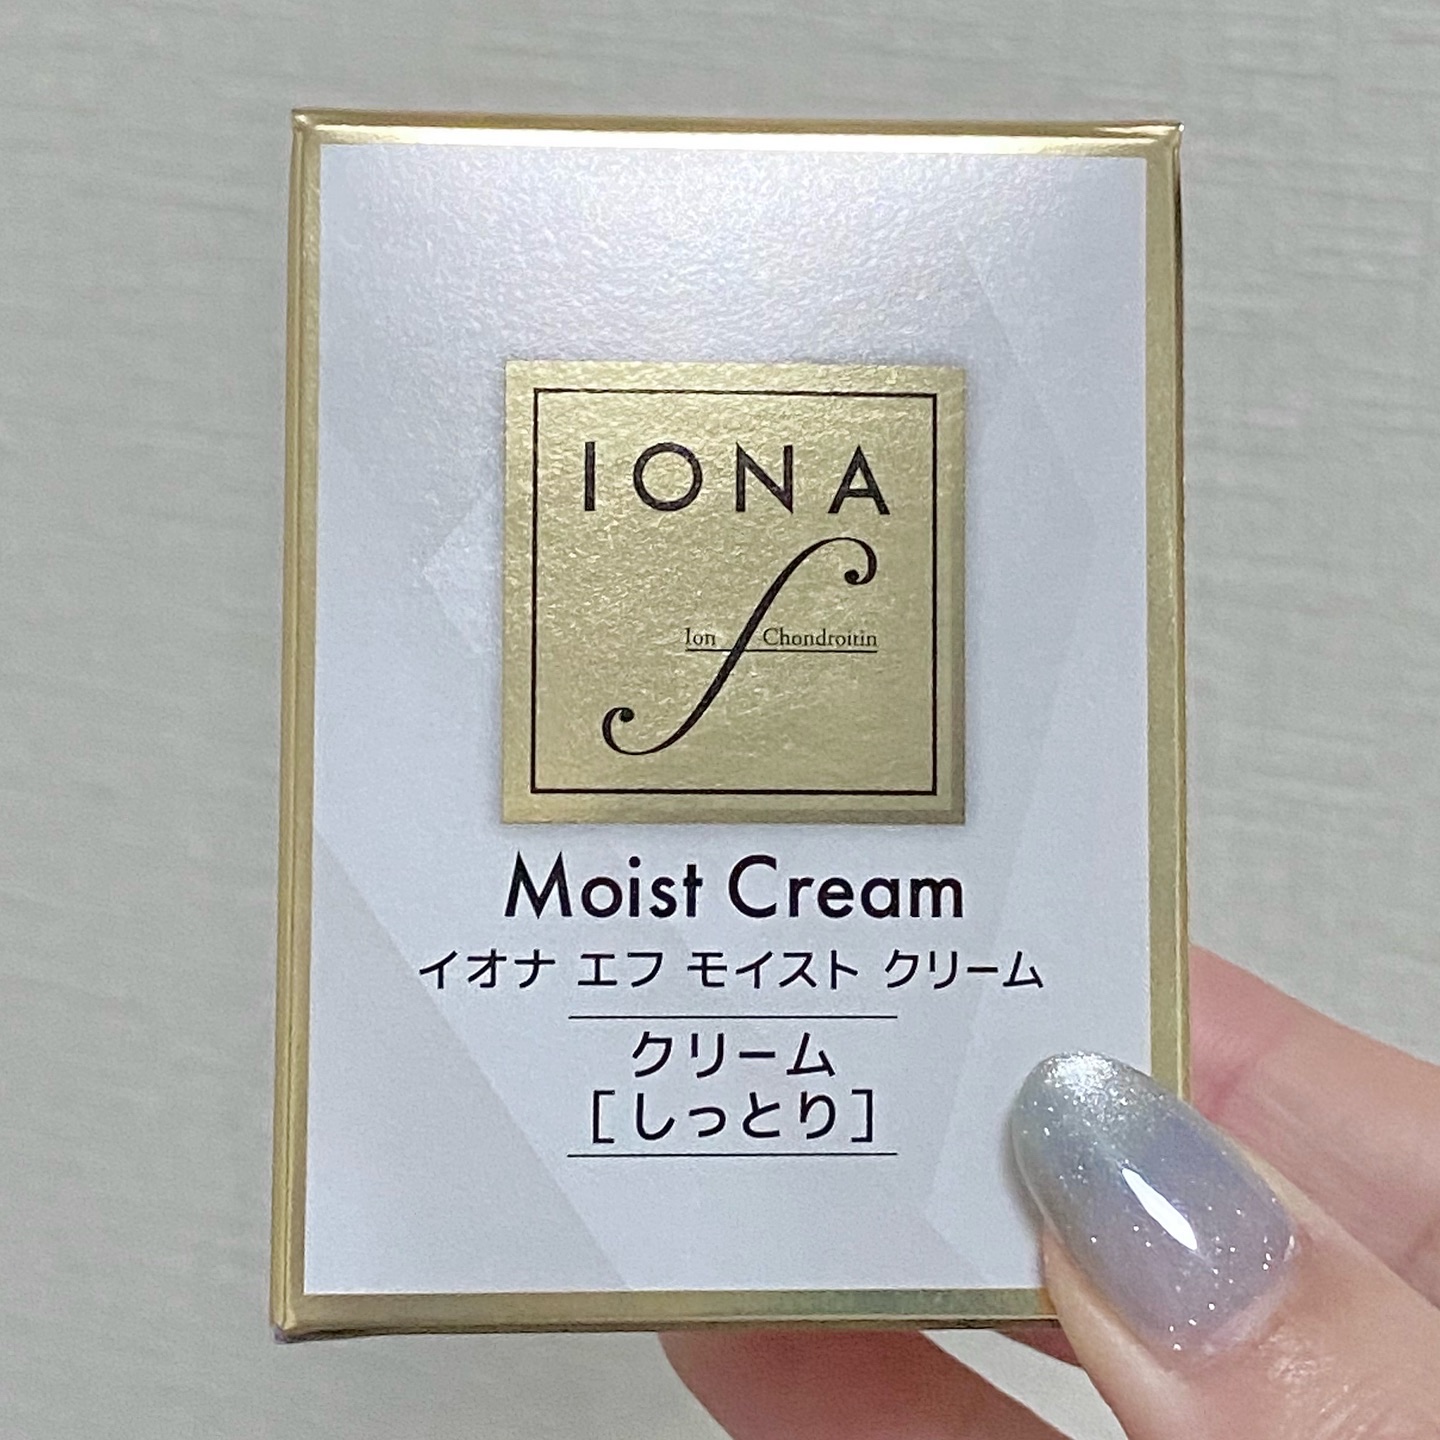 IONA
f
Ion Chondroitin
Moist Cream
イオナ エフ モイスト クリーム
クリーム
[しっとり]